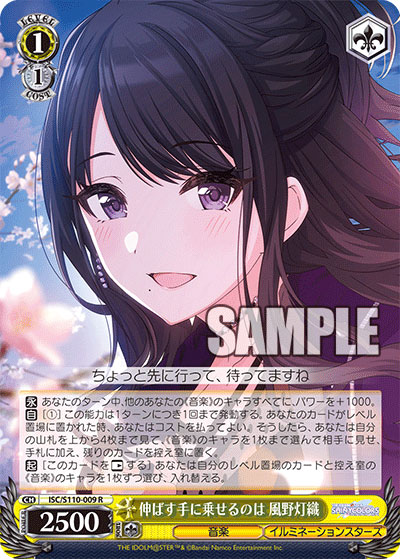 LEVEL
1
1
COST
SAMPLE
ちょっと先に行って、待ってますね
永 あなたのターン中、他のあなたの《音楽》のキャラすべてに、パワーを+1000。
自 [①] この能力は1ターンにつき1回まで発動する。あなたのカードがレベル
置場に置かれた時、あなたはコストを払ってよい。そうしたら、あなたは自分
の山札を上から4枚まで見て、《音楽》のキャラを1枚まで選んで相手に見せ、
手札に加え、残りのカードを控え室に置く。
起 [このカードを 控え室に置く] あなたは自分のレベル置場のカードと控え室
の《音楽》のキャラを1枚ずつ選び、入れ替える。
CH ISC/S110-009 R
2500
伸ばす手に乗せるのは 風野灯織
SHINYCOLORS
音楽
イルミネーションスターズ
THE IDOLM@STER™& ©Bandai Namco Entertainment Inc.